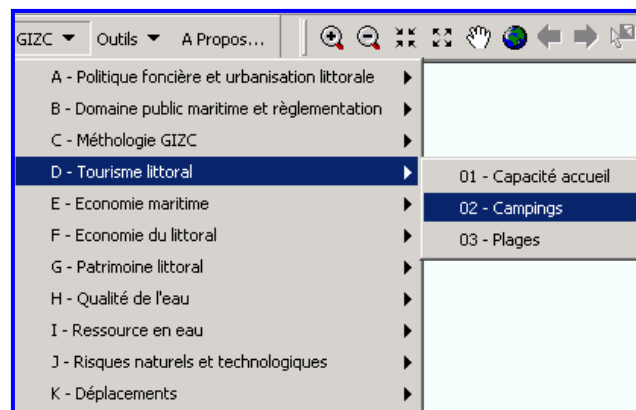 GIZC Outils A Propos...
A - Politique foncière et urbanisation littorale
B - Domaine public maritime et règlementation
C - Méthologie GIZC
D - Tourisme littoral
01 - Capacité accueil
E - Economie maritime
02 - Campings
F - Economie du littoral
03 - Plages
G - Patrimoine littoral
H - Qualité de l'eau
I - Ressource en eau
J - Risques naturels et technologiques
K - Déplacements